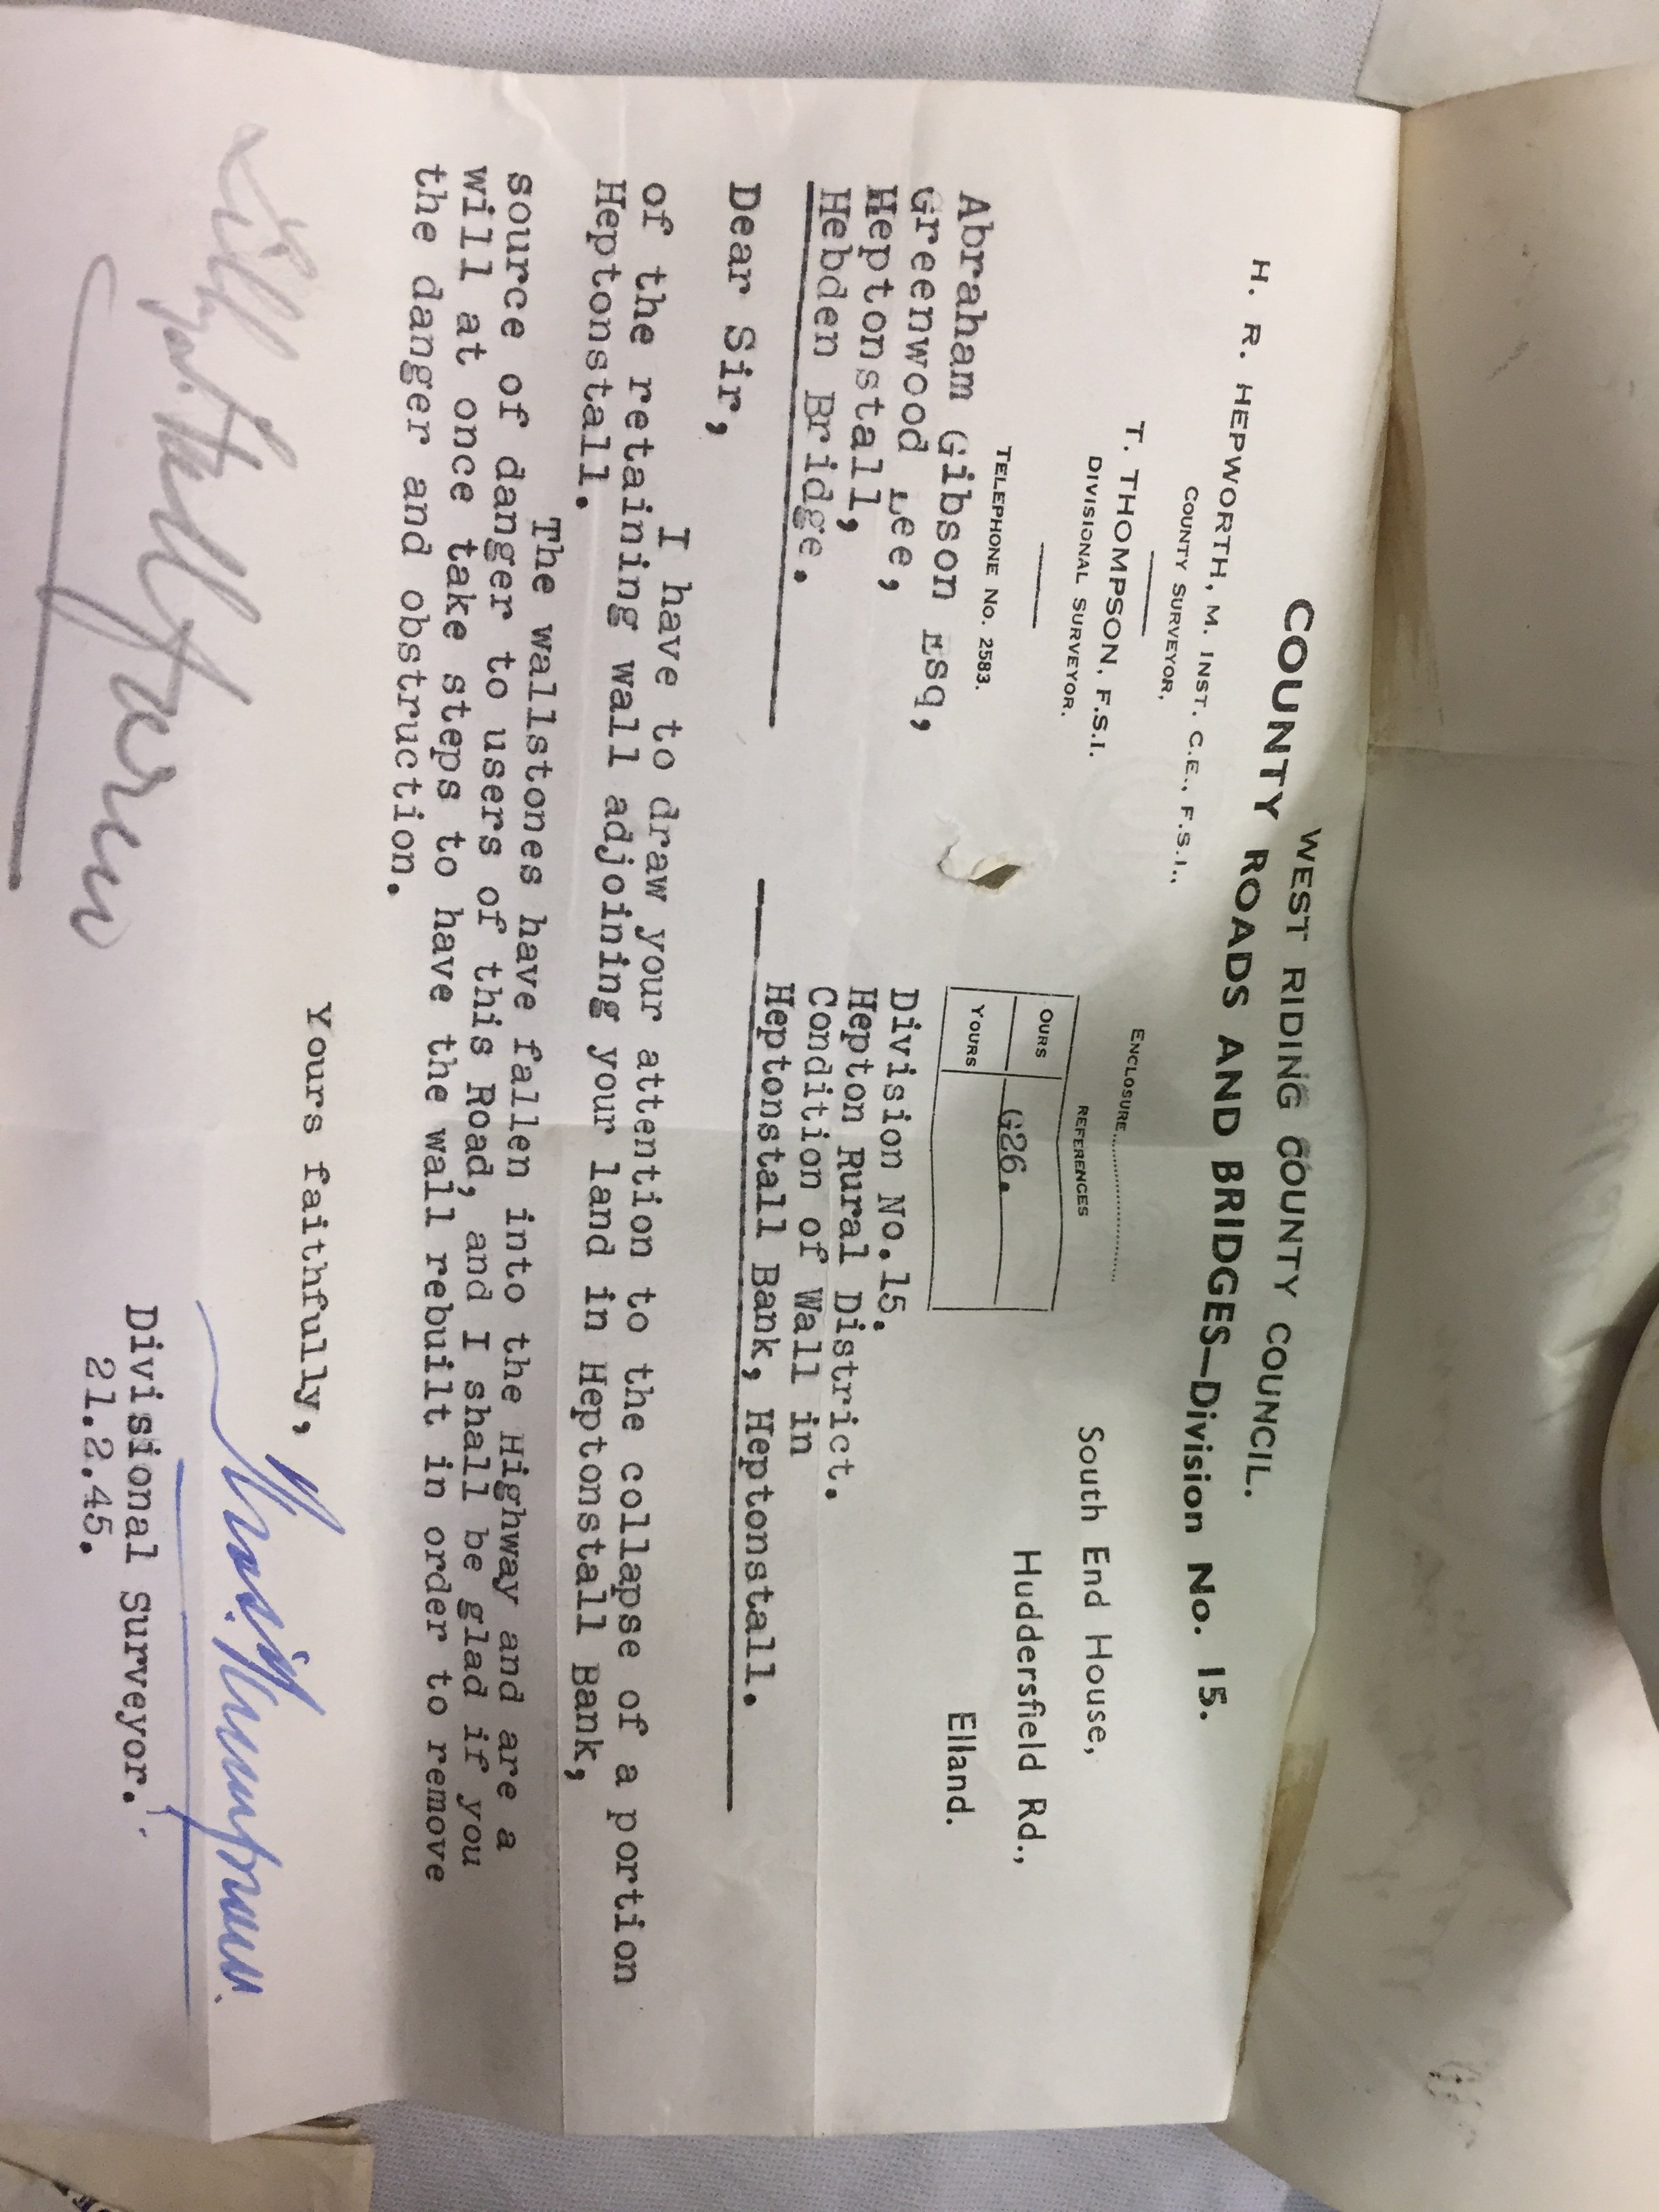 WEST RIDING COUNTY COUNCIL.
COUNTY ROADS AND BRIDGES—Division No. 15.
H. R. HEPWORTH, M. INST. C.E., F.S.I.,
COUNTY SURVEYOR,
T. THOMPSON, F.S.I.
DIVISIONAL SURVEYOR.
TELEPHONE No. 2583.
ENCLOSURE
REFERENCES
OURS G26.
YOURS
South End House,
Huddersfield Rd.,
Elland.
Abraham Gibson Esq,
Greenwood Lee,
Heptonstall,
Hebden Bridge.
Division No.15.
Hepton Rural District.
Condition of Wall in
Heptonstall Bank, Heptonstall.
Dear Sir,
I have to draw your attention to the collapse of a portion
of the retaining wall adjoining your land in Heptonstall Bank,
Heptonstall.
The wallstones have fallen into the Highway and are a
source of danger to users of this Road, and I shall be glad if you
will at once take steps to have the wall rebuilt in order to remove
the danger and obstruction.
Yours faithfully,
Divisional Surveyor.
21.2.45.
Hall Farm